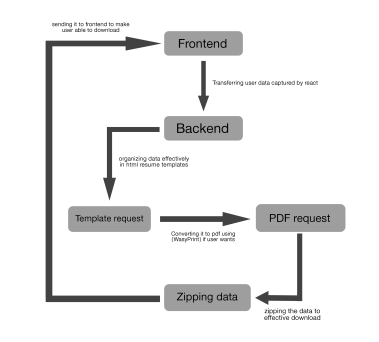 sending it to frontend to make
user able to download
Frontend
Transferring user data captured by react
Backend
organizing data effectively
in html resume templates
Template request
PDF request
Converting it to pdf using
(WasyPrint) if user wants
Zipping data
zipping the data to
effective download